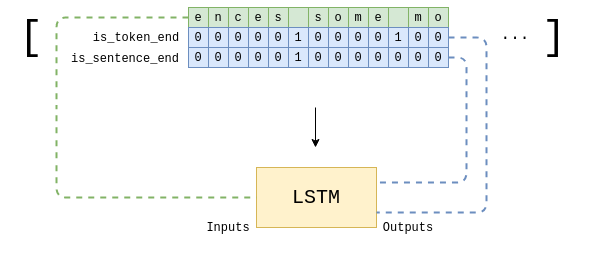 [ e n c e s   s o m e   m o
is_token_end 0 0 0 0 0 1 0 0 0 0 1 0 0 ... ]
is_sentence_end 0 0 0 0 0 1 0 0 0 0 0 0 0
LSTM
Inputs Outputs